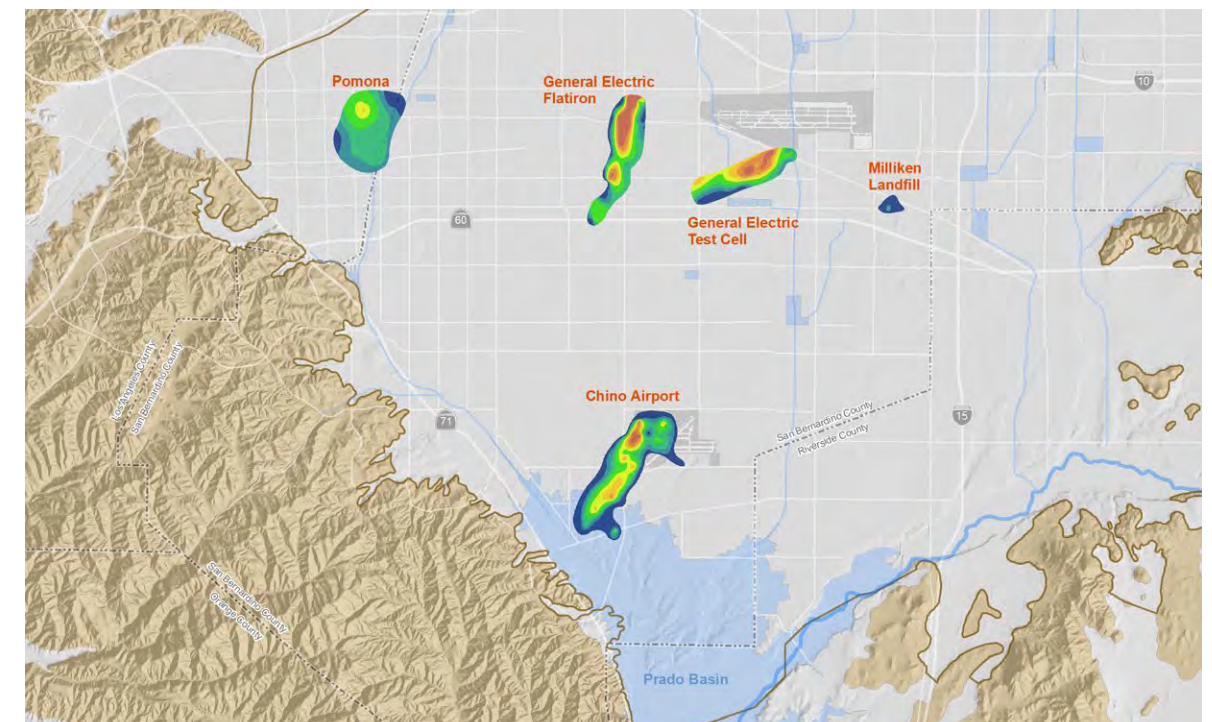 10
Pomona
General Electric
Flatiron
Milliken
Landfill
60
General Electric
Test Cell
Los Angeles County
San Bernardino County
Chino Airport
71
15
San Bernardino County
Riverside County
San Bernardino County
Orange County
Prado Basin